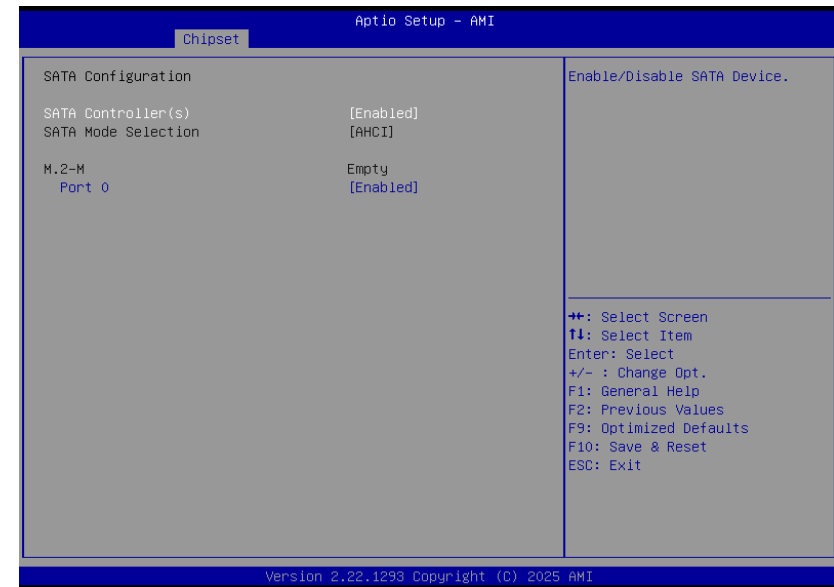 Aptio Setup – AMI
Chipset
SATA Configuration
SATA Controller(s) [Enabled]
SATA Mode Selection [AHCI]
M.2-M Empty
Port 0 [Enabled]
Enable/Disable SATA Device.
→←: Select Screen
↑↓: Select Item
Enter: Select
+/- : Change Opt.
F1: General Help
F2: Previous Values
F9: Optimized Defaults
F10: Save & Reset
ESC: Exit
Version 2.22.1293 Copyright (C) 2025 AMI